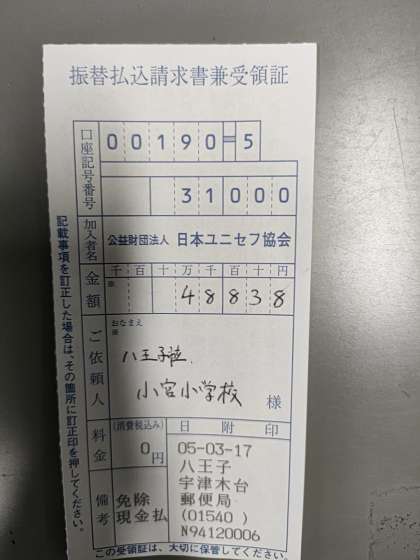 振替払込請求書兼受領証
口座記号番号
00190=5
31000
加入者名
公益財団法人 日本ユニセフ協会
金額
千百十万千百十円
※
48838
ご依頼人
おなまえ
※
八王子立
小宮小学校
様
料金
(消費税込み)
0円
備考
免除
現金払
日附印
05-03-17
八王子
宇津木台
郵便局
(01540 )
N94120006
記載事項を訂正した場合は、その箇所に訂正印を押してください。
この受領証は、大切に保管してください。